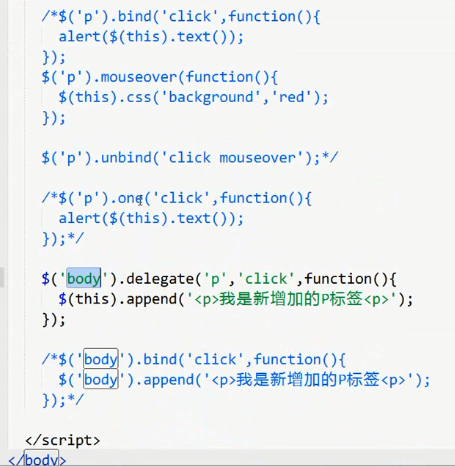 /*$('p').bind('click',function(){
alert($(this).text());
});
$('p').mouseover(function(){
$(this).css('background','red');
});
$('p').unbind('click mouseover');*/
/*$('p').one('click',function(){
alert($(this).text());
});*/
$('body').delegate('p','click',function(){
$(this).append('<p>我是新增加的P标签<p>');
});
/*$('body').bind('click',function(){
$('body').append('<p>我是新增加的P标签<p>');
});*/
</script>
</body>